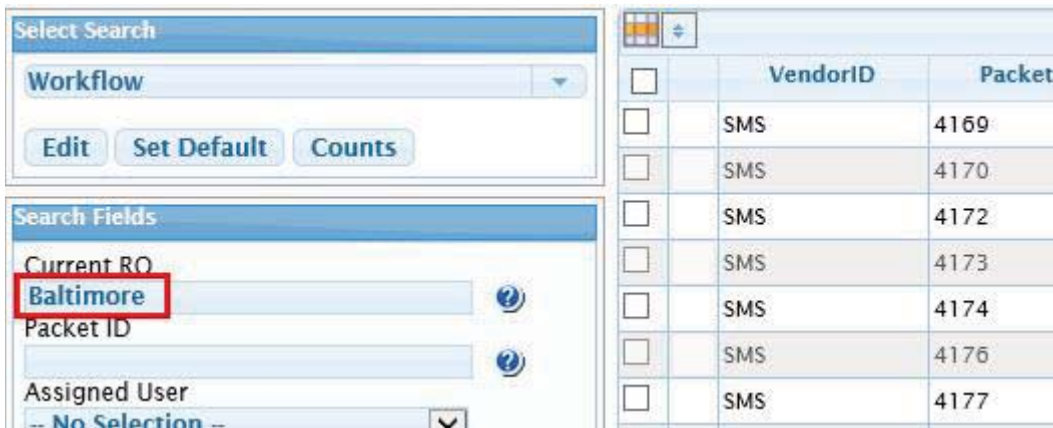 Select Search
Workflow
Edit Set Default Counts
Search Fields
Current RO
Baltimore
Packet ID
Assigned User
-- No Selection --
VendorID Packet
SMS 4169
SMS 4170
SMS 4172
SMS 4173
SMS 4174
SMS 4176
SMS 4177